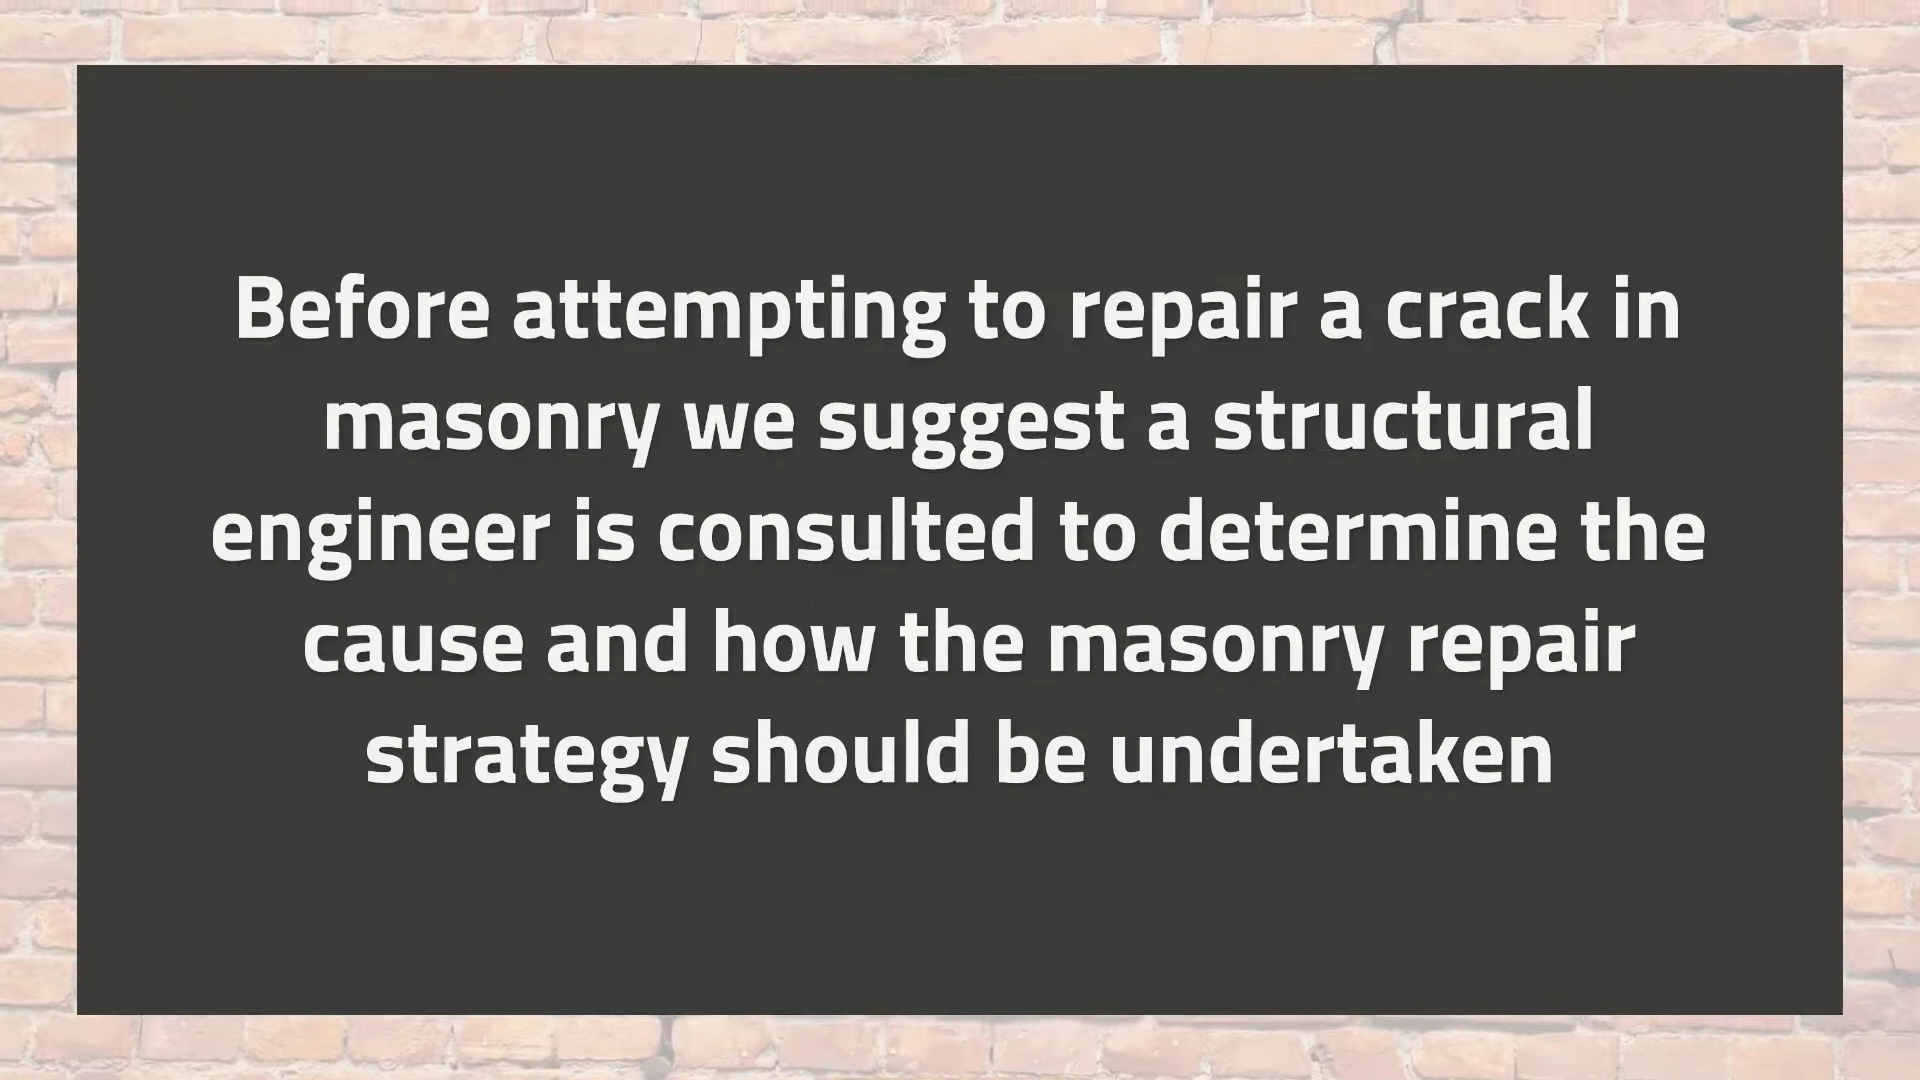 Before attempting to repair a crack in
masonry we suggest a structural
engineer is consulted to determine the
cause and how the masonry repair
strategy should be undertaken